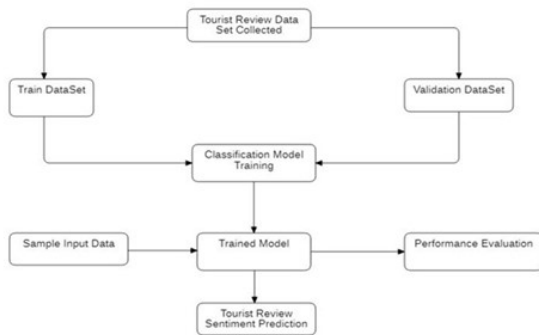 Tourist Review Data
Set Collected
Train DataSet
Validation DataSet
Classification Model
Training
Sample Input Data
Trained Model
Performance Evaluation
Tourist Review
Sentiment Prediction